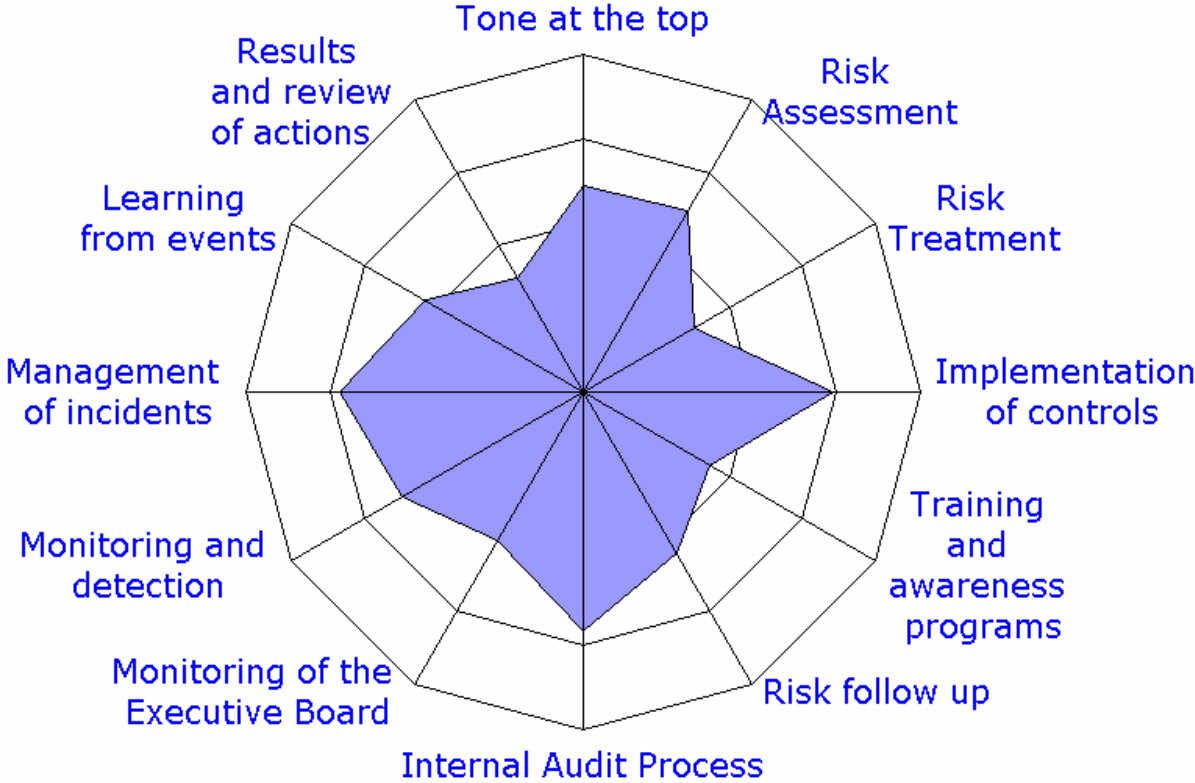 Tone at the top
Risk
Assessment
Risk
Treatment
Implementation
of controls
Training
and
awareness
programs
Risk follow up
Internal Audit Process
Monitoring of the
Executive Board
Monitoring and
detection
Management
of incidents
Learning
from events
Results
and review
of actions